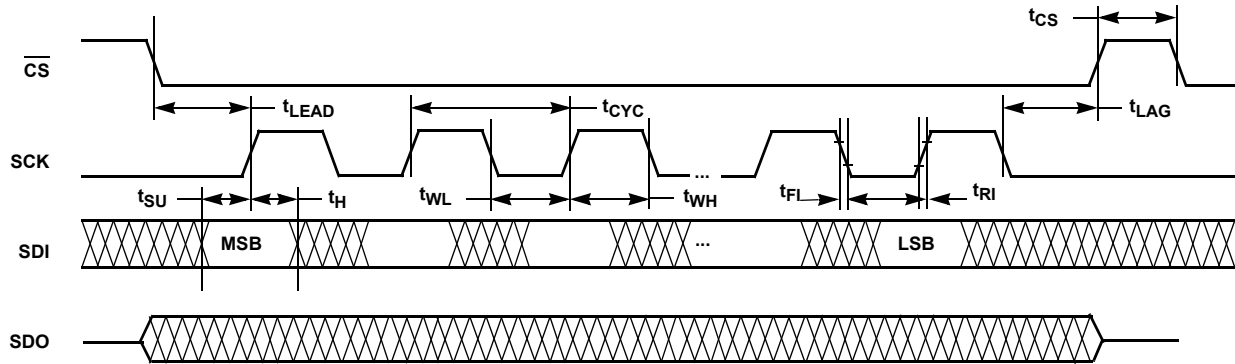 tCS
CS
tLEAD
tCYC
tLAG
SCK
...
tSU
tH
tWL
tWH
tFI
tRI
SDI
MSB
...
LSB
SDO